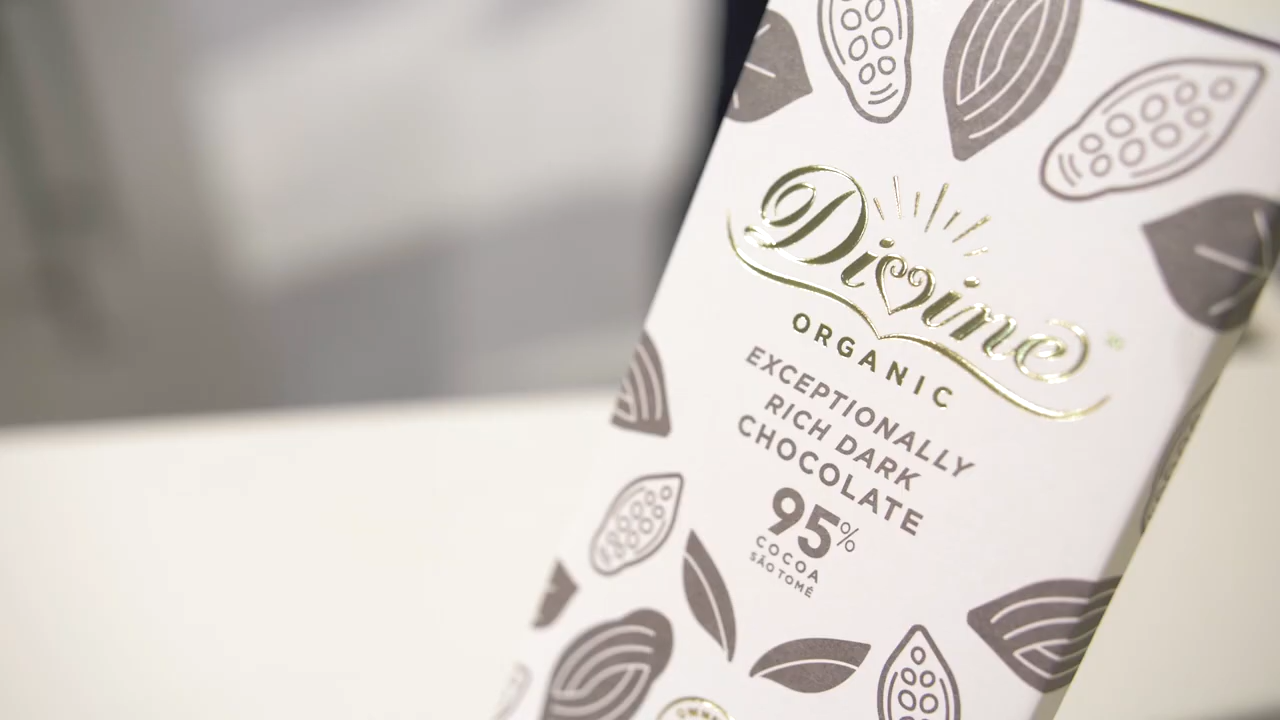 Divine
ORGANIC
EXCEPTIONALLY
RICH DARK
CHOCOLATE
95%
COCOA
SÃO TOMÉ